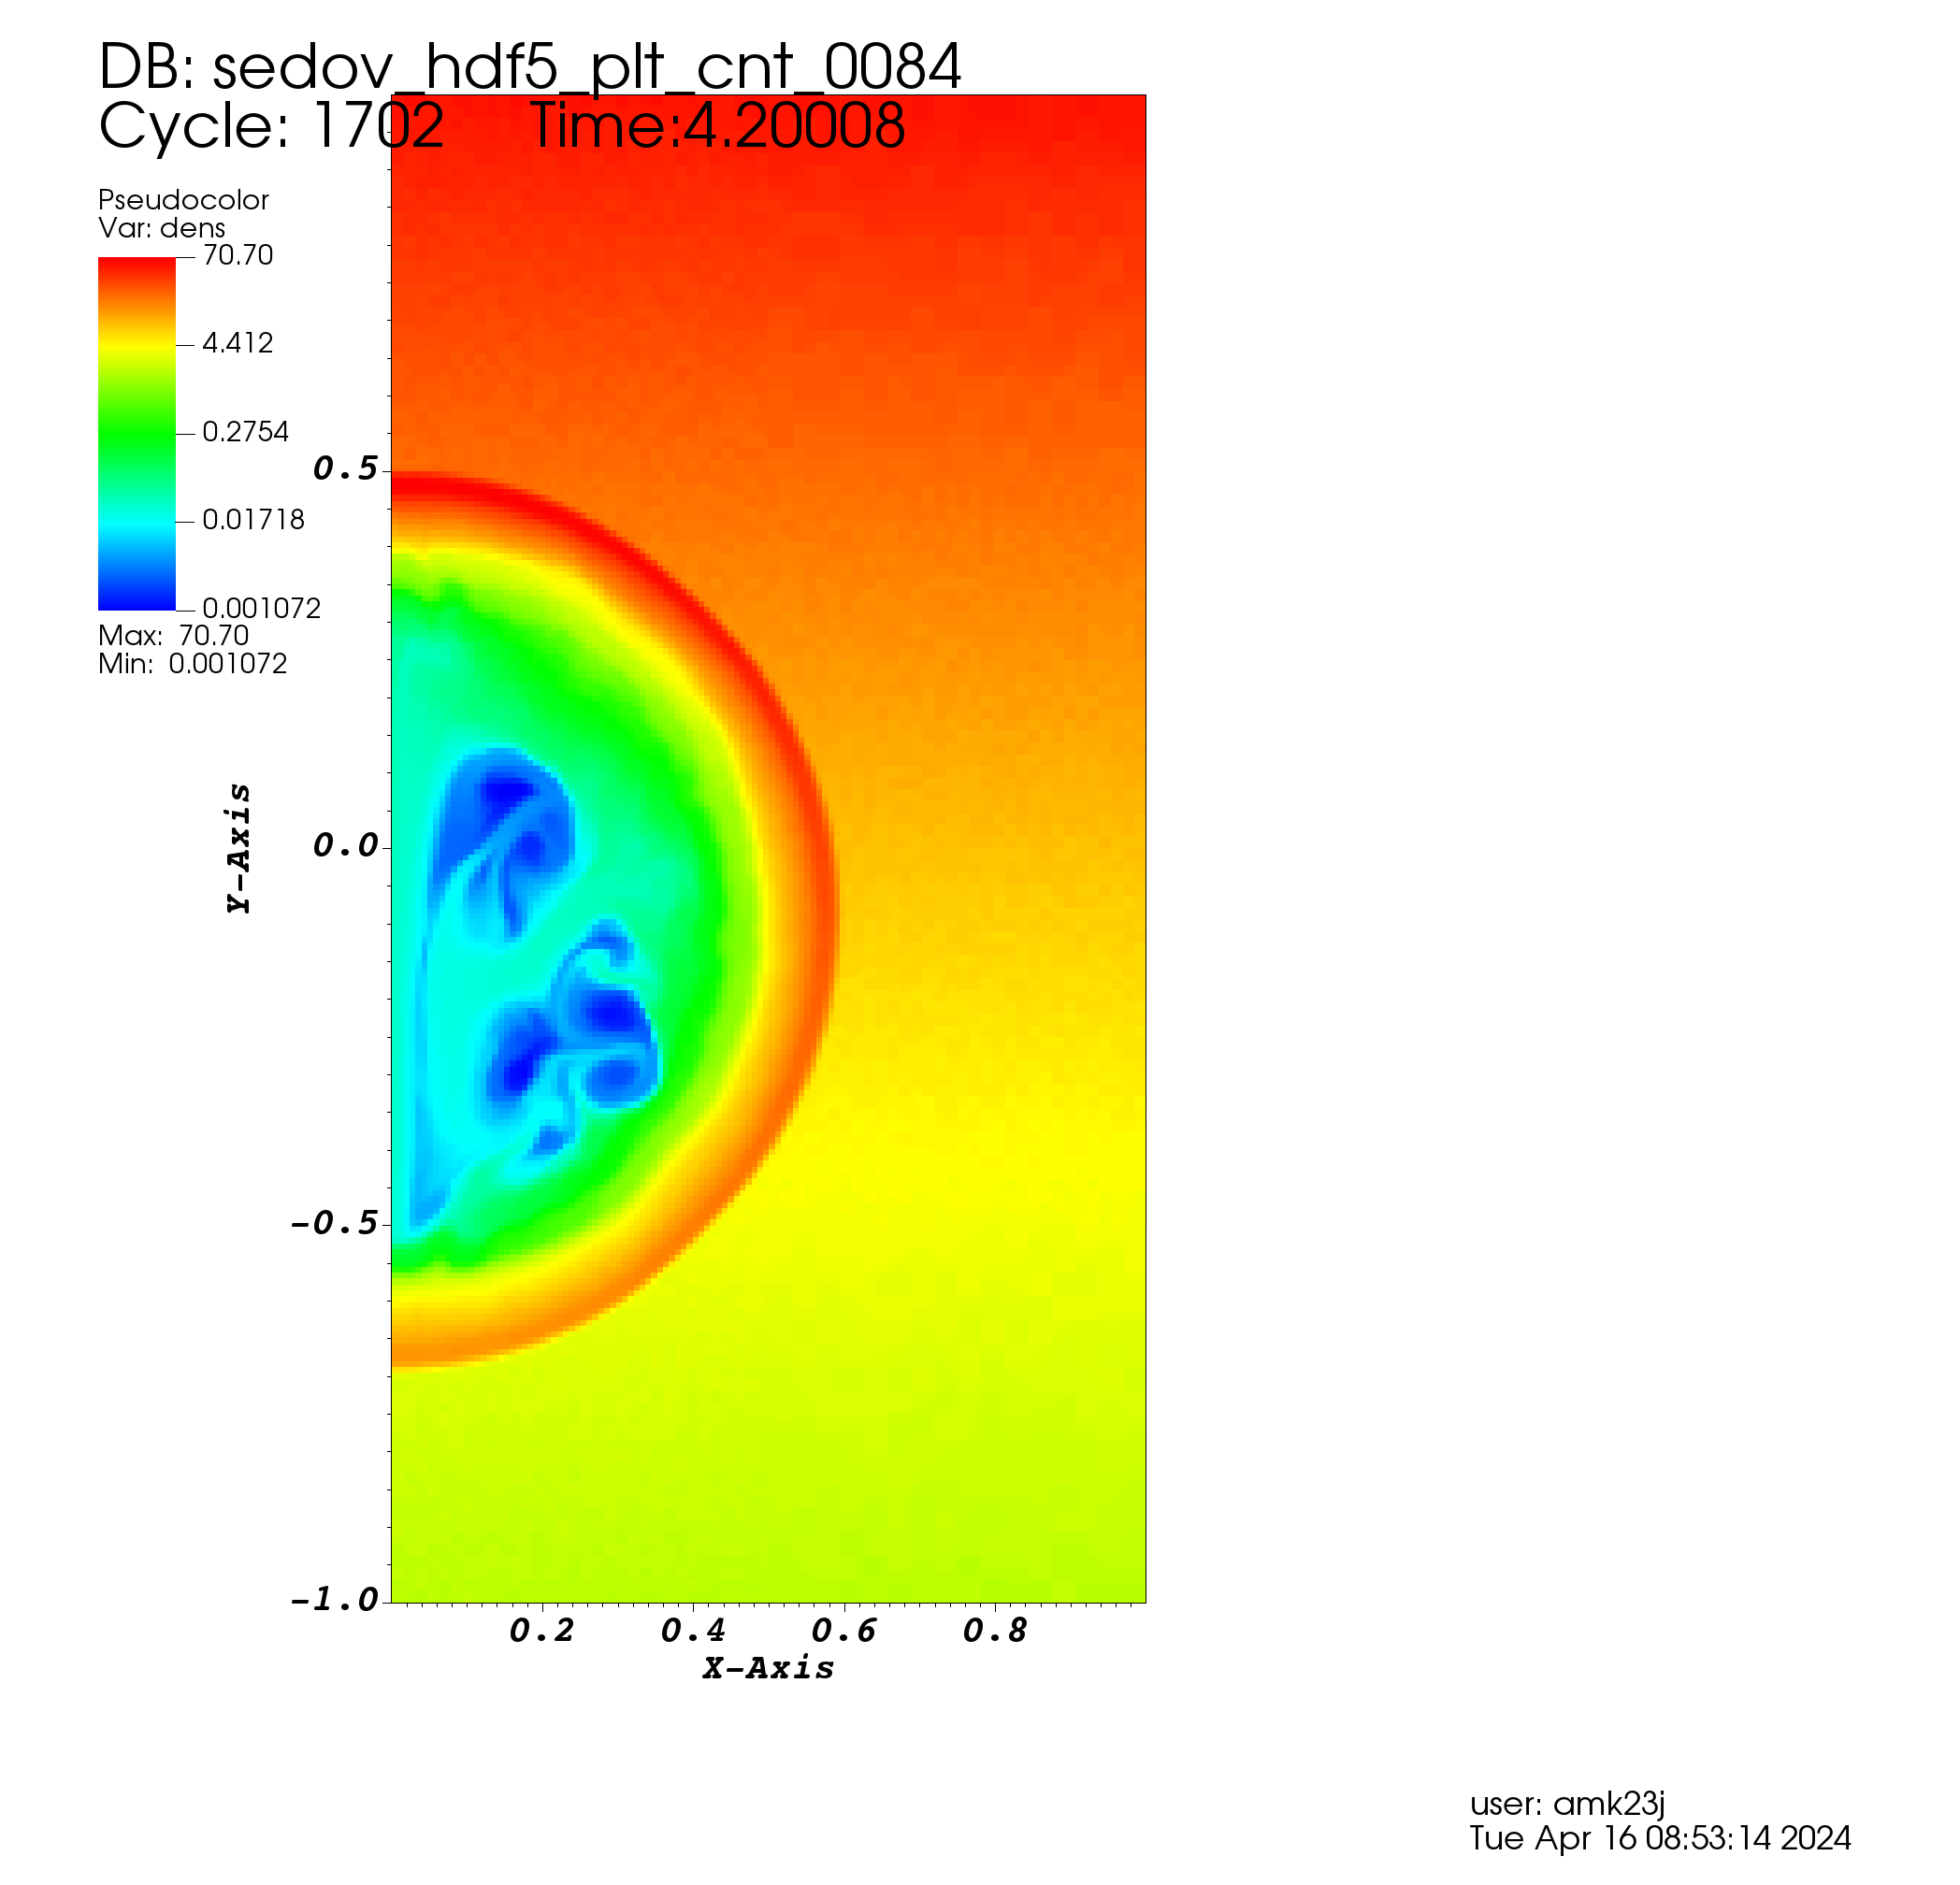 DB: sedov_hdf5_plt_cnt_0084
Cycle: 1702 Time:4.20008
Pseudocolor
Var: dens
70.70
4.412
0.2754
0.01718
0.001072
Max: 70.70
Min: 0.001072
0.5
0.0
-0.5
-1.0
Y-Axis
0.2 0.4 0.6 0.8
X-Axis
user: amk23j
Tue Apr 16 08:53:14 2024